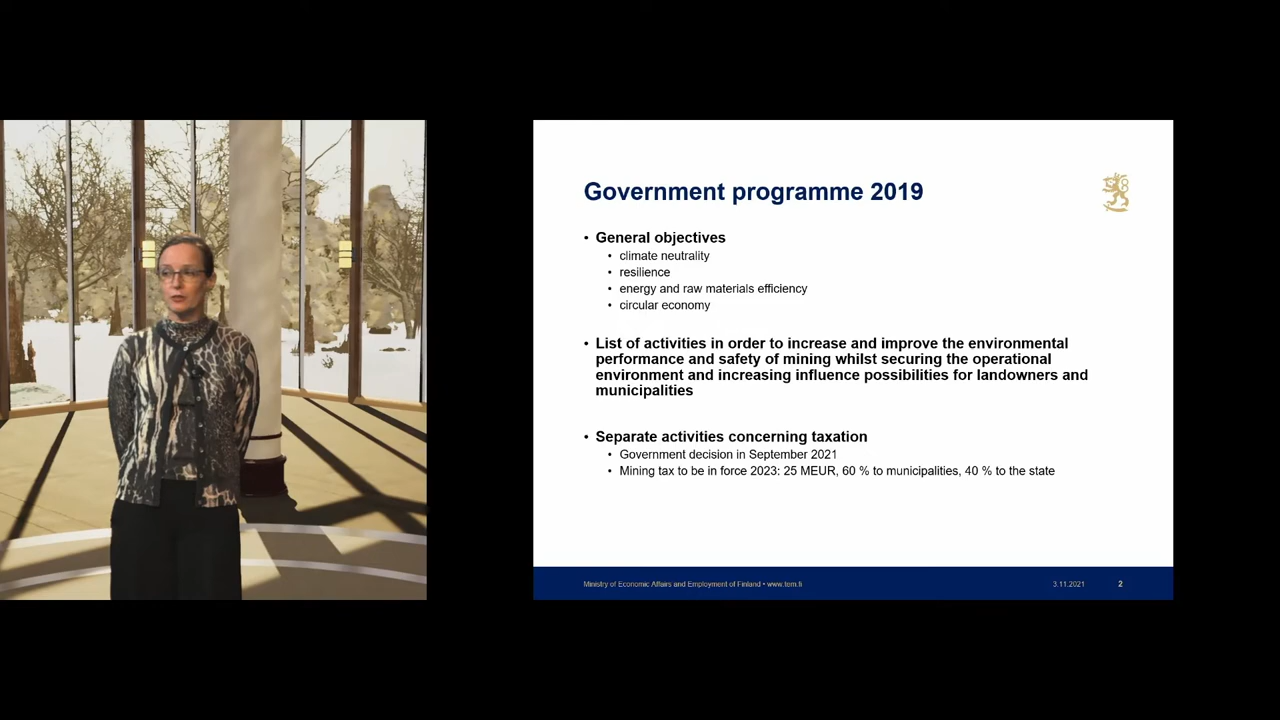 Government programme 2019
• General objectives
• climate neutrality
• resilience
• energy and raw materials efficiency
• circular economy
• List of activities in order to increase and improve the environmental
performance and safety of mining whilst securing the operational
environment and increasing influence possibilities for landowners and
municipalities
• Separate activities concerning taxation
• Government decision in September 2021
• Mining tax to be in force 2023: 25 MEUR, 60 % to municipalities, 40 % to the state
Ministry of Economic Affairs and Employment of Finland • www.tem.fi 3.11.2021 2